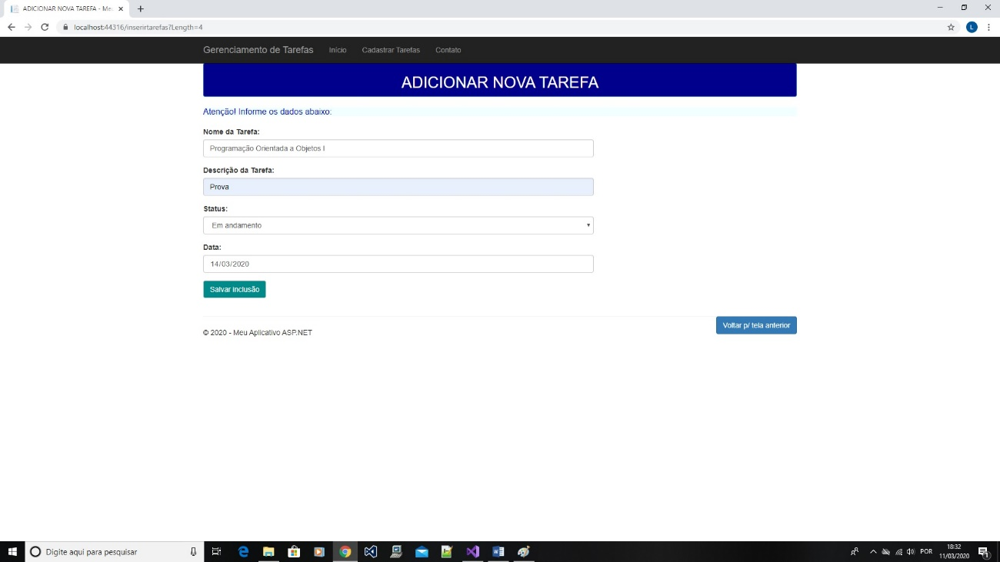 ADICIONAR NOVA TAREFA - Meu
localhost:44316/inserirtarefas?Length=4
L
Gerenciamento de Tarefas Início Cadastrar Tarefas Contato
ADICIONAR NOVA TAREFA
Atenção! Informe os dados abaixo:
Nome da Tarefa:
Programação Orientada a Objetos I
Descrição da Tarefa:
Prova
Status:
Em andamento
Data:
14/03/2020
Salvar inclusão
Voltar p/ tela anterior
© 2020 - Meu Aplicativo ASP.NET
Digite aqui para pesquisar
POR
18:32
11/03/2020
1